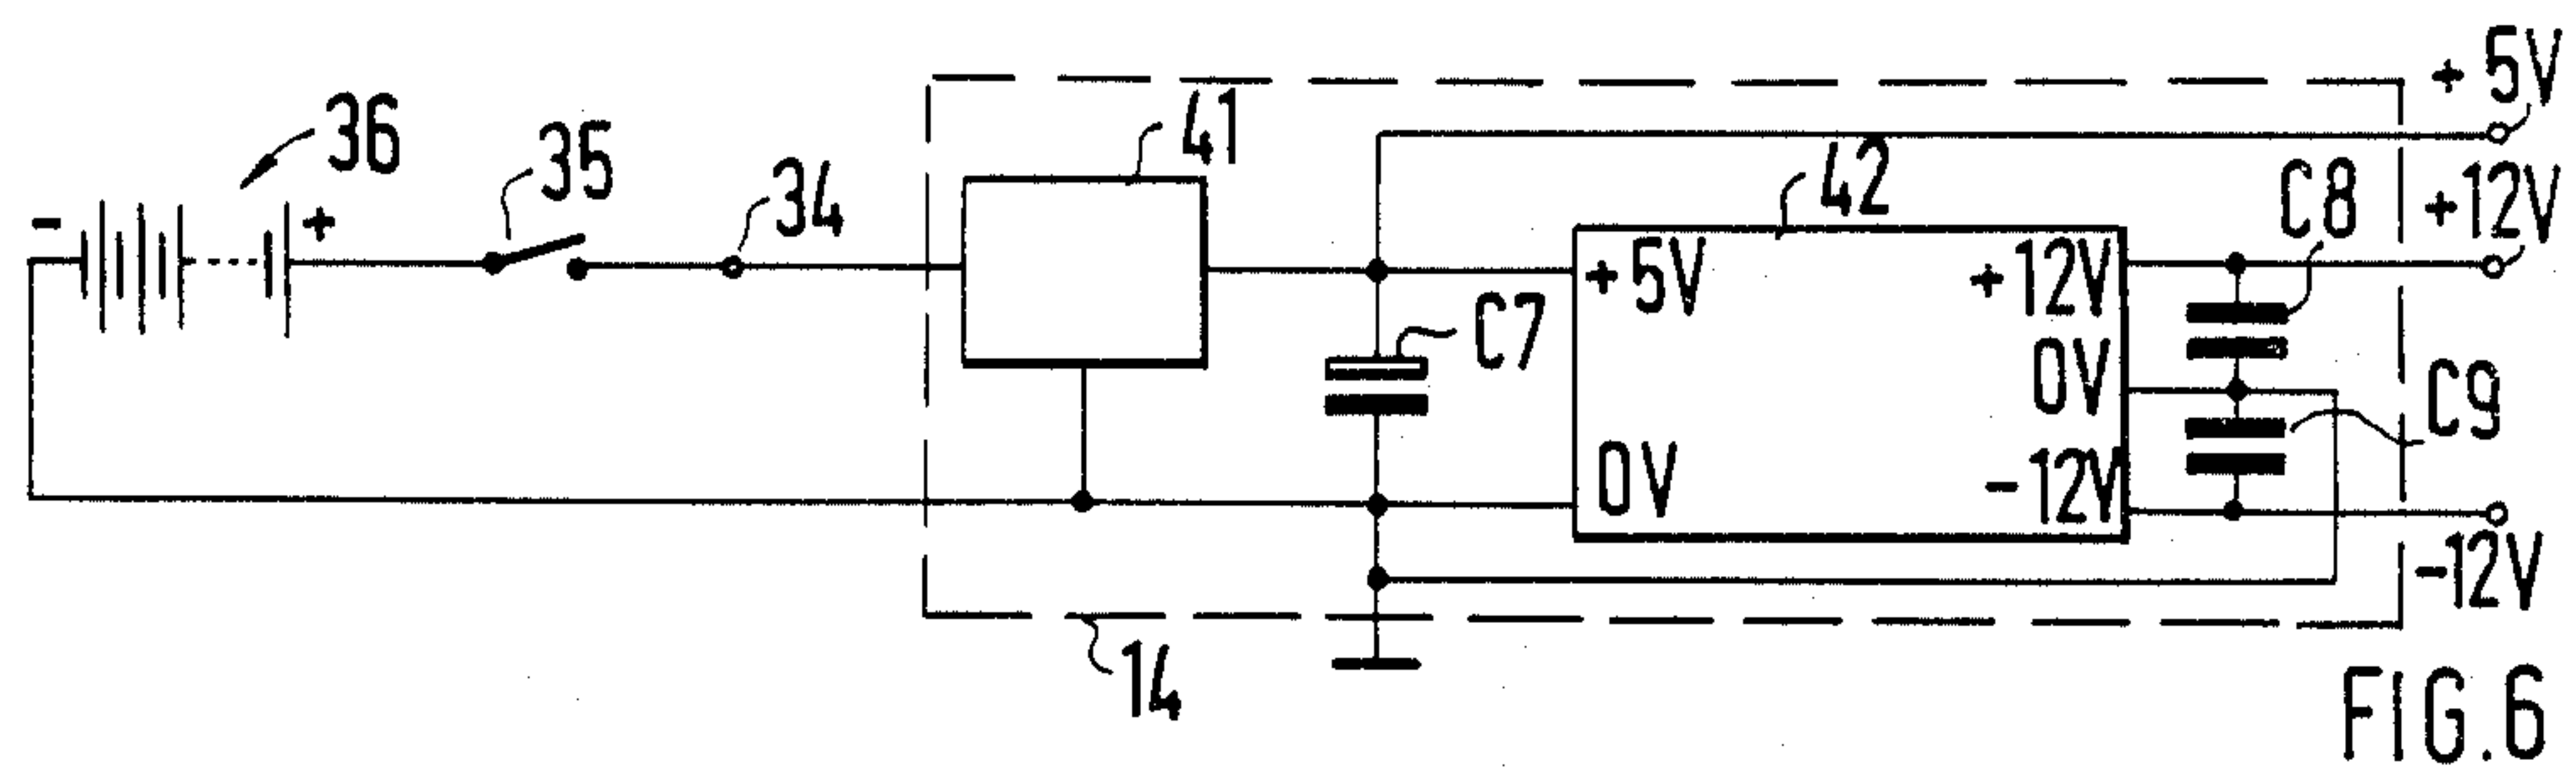 + 5V
36
41
35
34
42
C8
+12V
- +
+5V
+12V
C7
0V
C9
0V
-12V
-12V
14
FIG.6